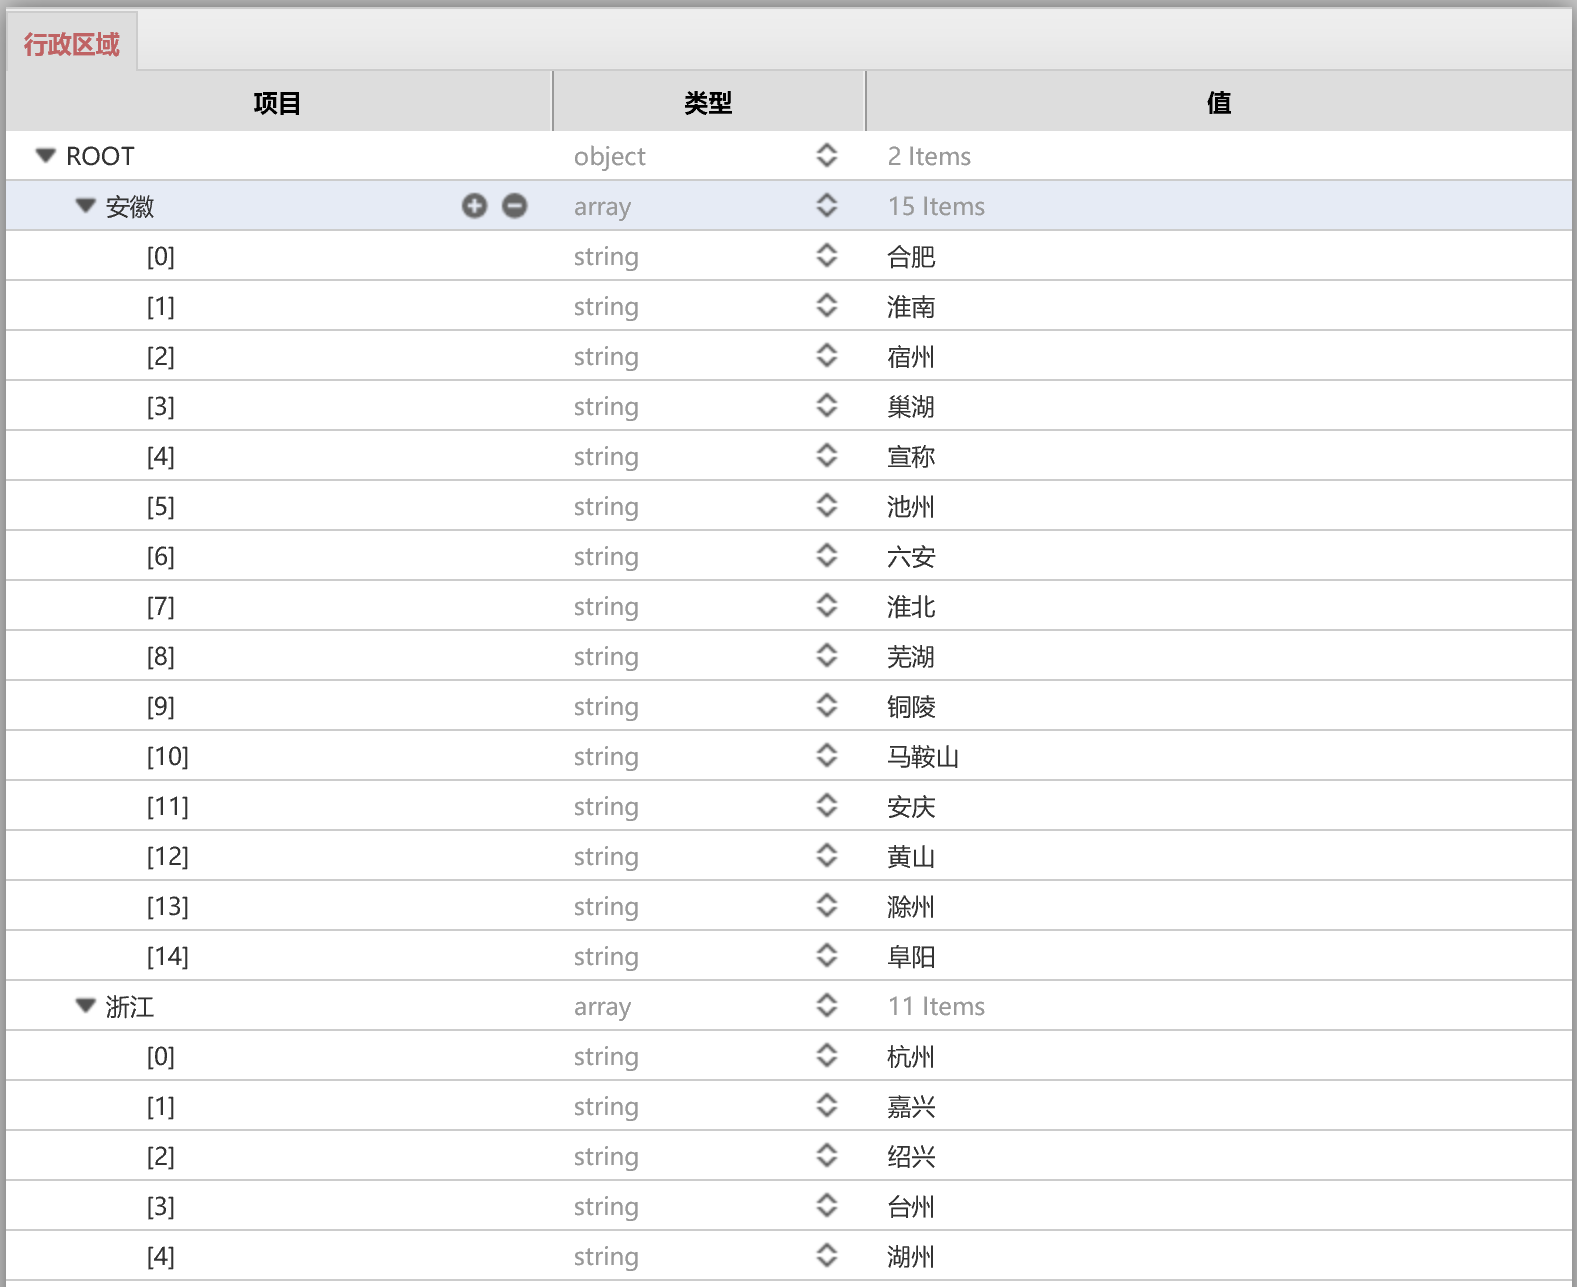 行政区域
项目 类型 值
ROOT object 2 Items
安徽 array 15 Items
[0] string 合肥
[1] string 淮南
[2] string 宿州
[3] string 巢湖
[4] string 宣称
[5] string 池州
[6] string 六安
[7] string 淮北
[8] string 芜湖
[9] string 铜陵
[10] string 马鞍山
[11] string 安庆
[12] string 黄山
[13] string 滁州
[14] string 阜阳
浙江 array 11 Items
[0] string 杭州
[1] string 嘉兴
[2] string 绍兴
[3] string 台州
[4] string 湖州